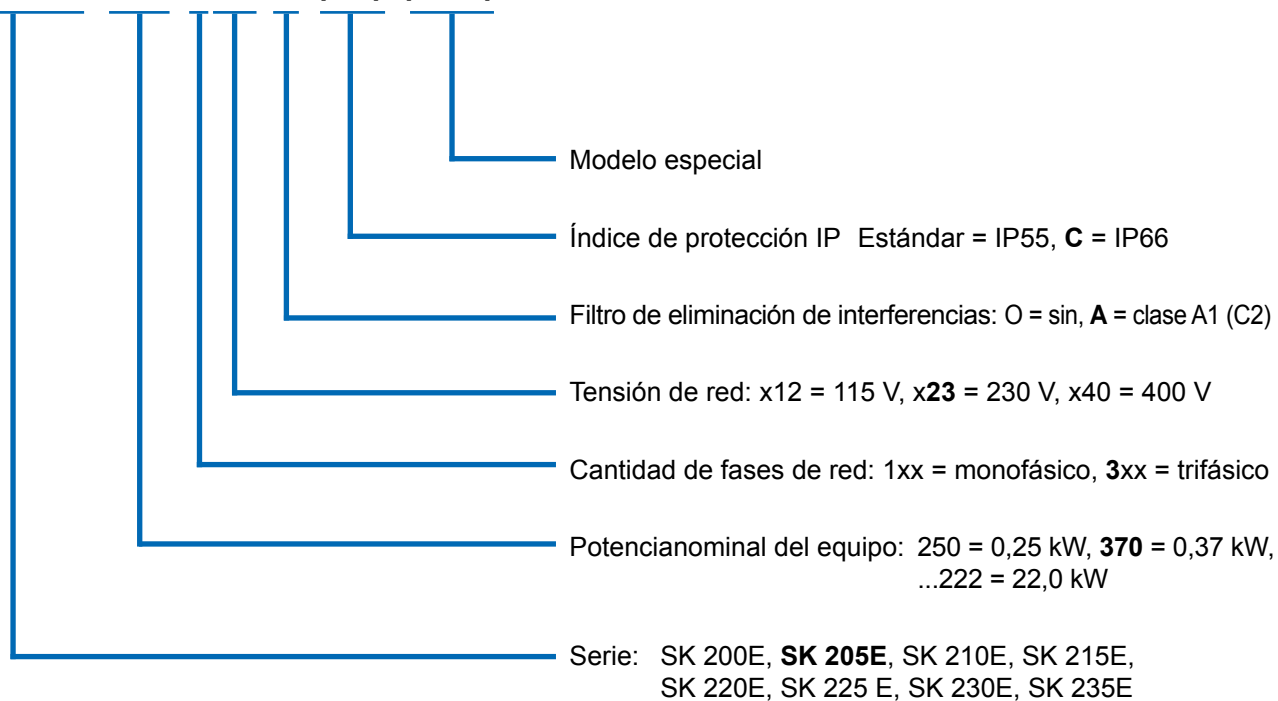 Modelo especial
Índice de protección IP Estándar = IP55, C = IP66
Filtro de eliminación de interferencias: O = sin, A = clase A1 (C2)
Tensión de red: x12 = 115 V, x23 = 230 V, x40 = 400 V
Cantidad de fases de red: 1xx = monofásico, 3xx = trifásico
Potencianominal del equipo: 250 = 0,25 kW, 370 = 0,37 kW,
...222 = 22,0 kW
Serie: SK 200E, SK 205E, SK 210E, SK 215E,
SK 220E, SK 225 E, SK 230E, SK 235E